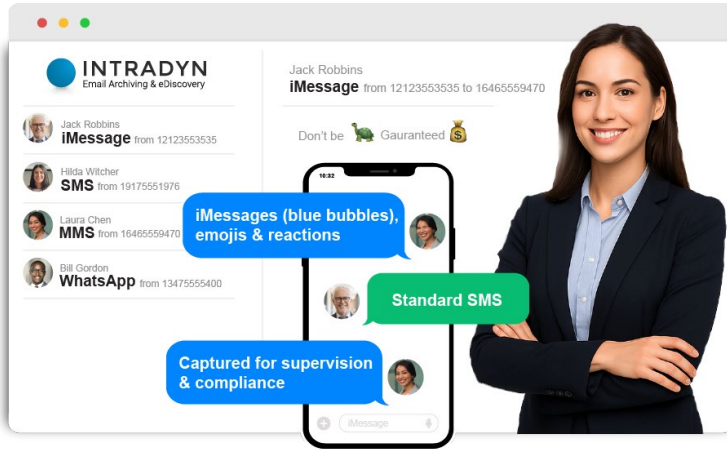 INTRADYN
Email Archiving & eDiscovery
Jack Robbins
iMessage from 12123553535
Hilda Witcher
SMS from 19175551976
Laura Chen
MMS from 16465559470
Bill Gordon
WhatsApp from 13475555400
Jack Robbins
iMessage from 12123553535 to 16465559470
Don't be 🐢 Gauranteed 💰
10:32
iMessages (blue bubbles),
emojis & reactions
Standard SMS
Captured for supervision
& compliance
iMessage